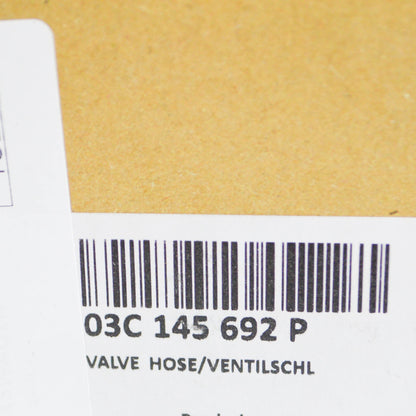 03C 145 692 P
VALVE HOSE/VENTILSCHL